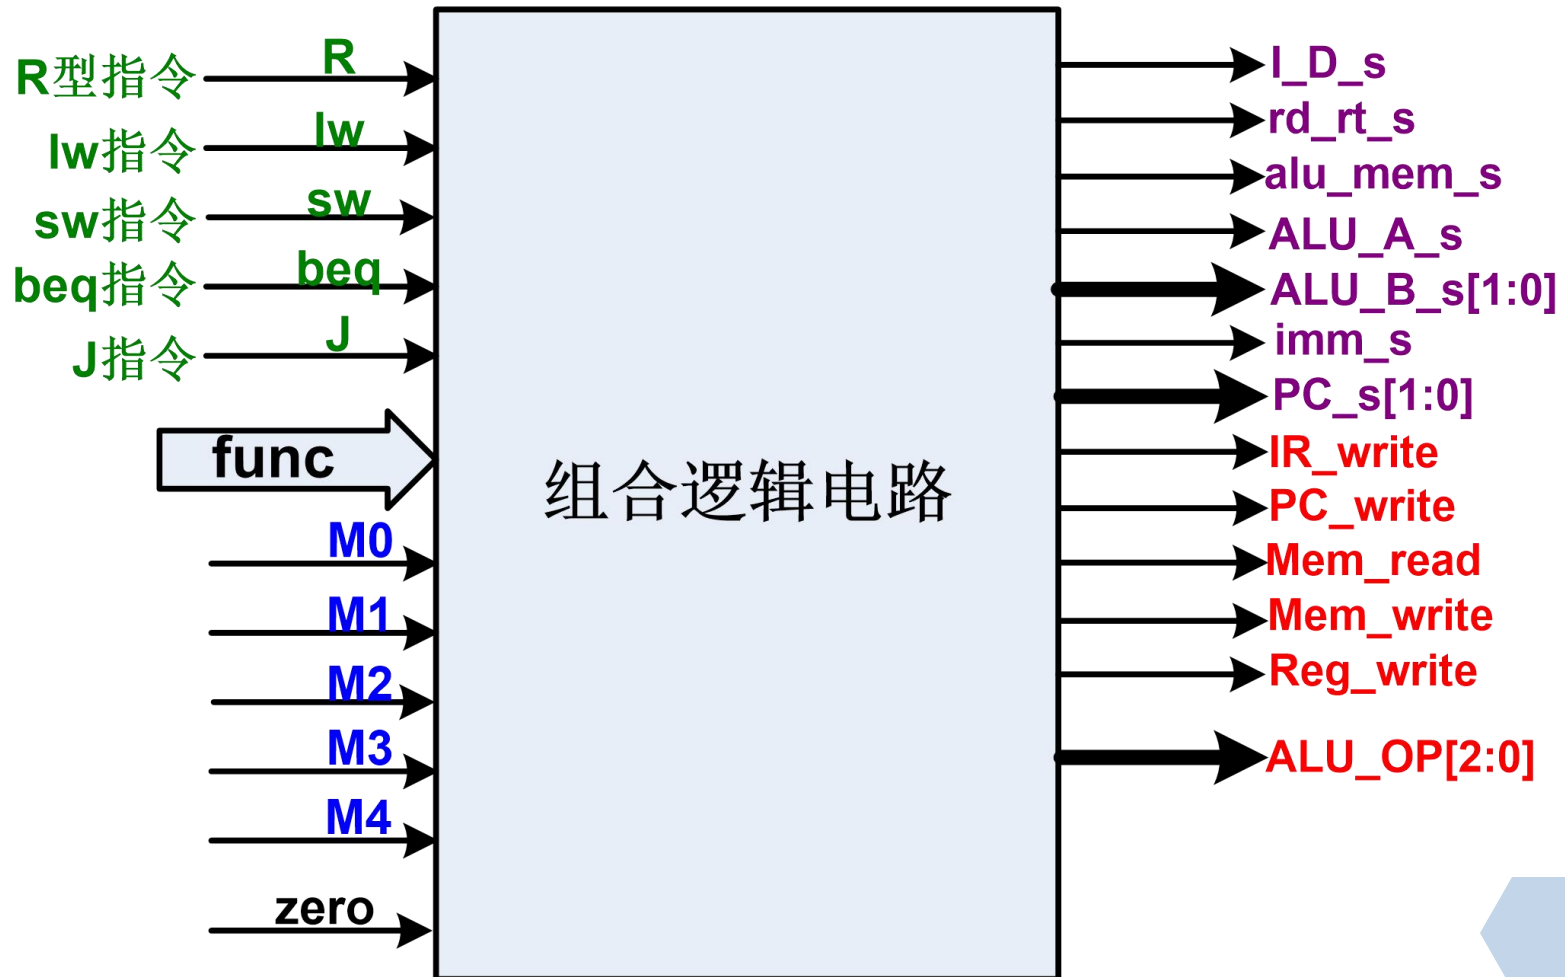 R型指令
R
lw指令
lw
sw指令
sw
beq指令
beq
J指令
J
func
M0
M1
M2
M3
M4
zero
组合逻辑电路
I_D_s
rd_rt_s
alu_mem_s
ALU_A_s
ALU_B_s[1:0]
imm_s
PC_s[1:0]
IR_write
PC_write
Mem_read
Mem_write
Reg_write
ALU_OP[2:0]